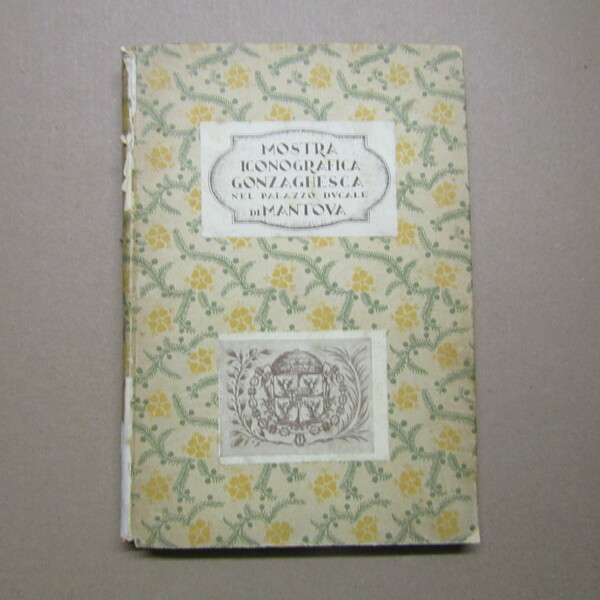 MOSTRA
ICONOGRAFICA
GONZAGHESCA
NEL PALAZZO DVCALE
DI MANTOVA